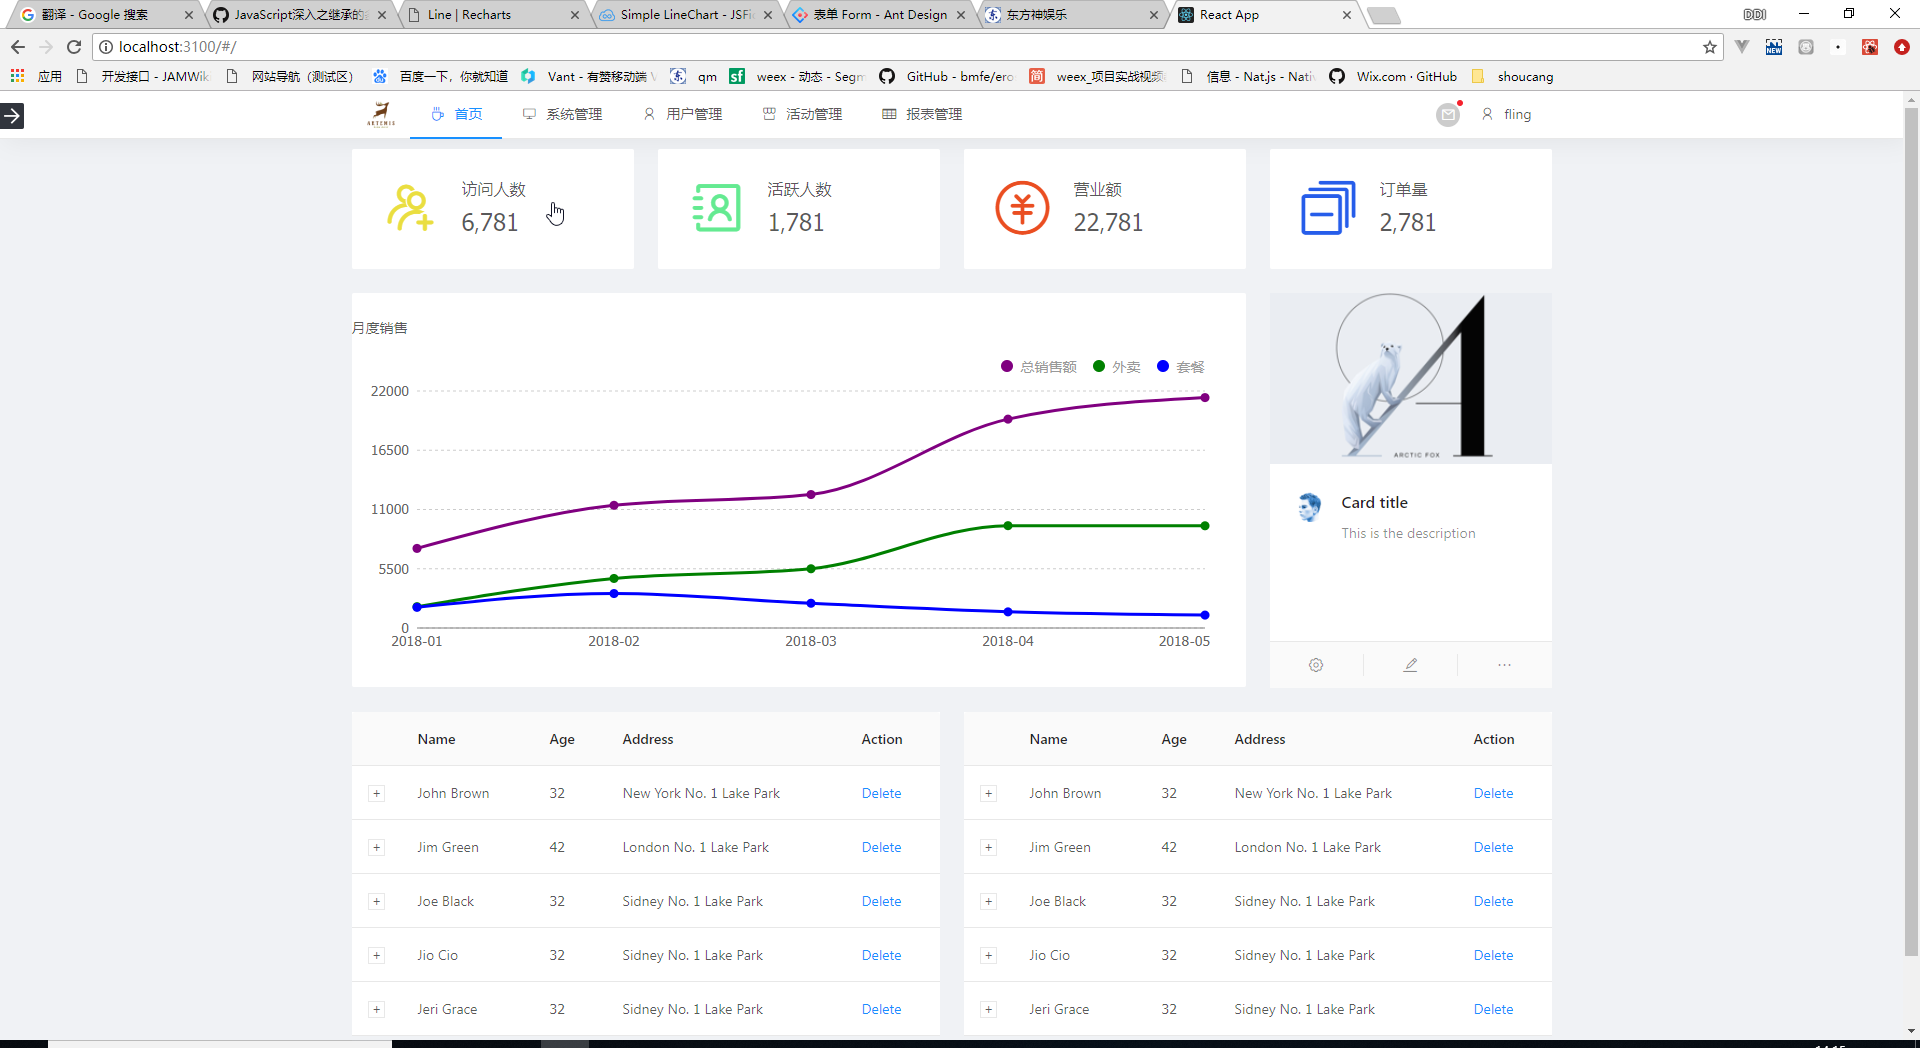 翻译 - Google 搜索
JavaScript深入之继承的
Line | Recharts
Simple LineChart - JSFi
表单 Form - Ant Design
东方神娱乐
React App
localhost:3100/#/
应用
开发接口 - JAMWik
网站导航（测试区）
百度一下，你就知道
Vant - 有赞移动端
qm
weex - 动态 - Segm
GitHub - bmfe/ero
weex_项目实战视频
信息 - Nat.js - Nati
Wix.com · GitHub
shoucang
ARTEMIS
首页
系统管理
用户管理
活动管理
报表管理
fling
访问人数
6,781
活跃人数
1,781
营业额
22,781
订单量
2,781
月度销售
总销售额 外卖 套餐
22000
16500
11000
5500
0
2018-01 2018-02 2018-03 2018-04 2018-05
A
ARCTIC FOX
Card title
This is the description
Name Age Address Action
John Brown 32 New York No. 1 Lake Park Delete
Jim Green 42 London No. 1 Lake Park Delete
Joe Black 32 Sidney No. 1 Lake Park Delete
Jio Cio 32 Sidney No. 1 Lake Park Delete
Jeri Grace 32 Sidney No. 1 Lake Park Delete
Name Age Address Action
John Brown 32 New York No. 1 Lake Park Delete
Jim Green 42 London No. 1 Lake Park Delete
Joe Black 32 Sidney No. 1 Lake Park Delete
Jio Cio 32 Sidney No. 1 Lake Park Delete
Jeri Grace 32 Sidney No. 1 Lake Park Delete